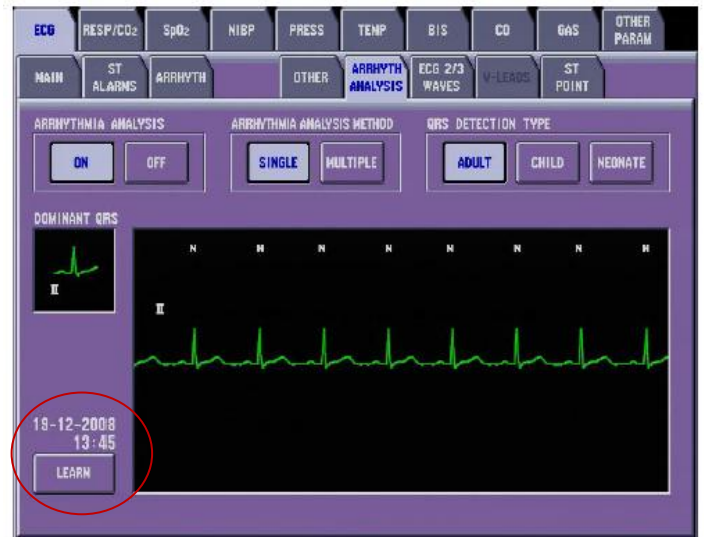 ECG RESP/CO2 SpO2 NIBP PRESS TEMP BIS CO GAS OTHER PARAM
MAIN ST ALARMS ARRHYTH OTHER ARRHYTH ANALYSIS ECG 2/3 WAVES V-LEADS ST POINT
ARRHYTHMIA ANALYSIS ARRHYTHMIA ANALYSIS METHOD QRS DETECTION TYPE
ON OFF SINGLE MULTIPLE ADULT CHILD NEONATE
DOMINANT QRS
N N N N N N N N
II
II
19-12-2008
13:45
LEARN